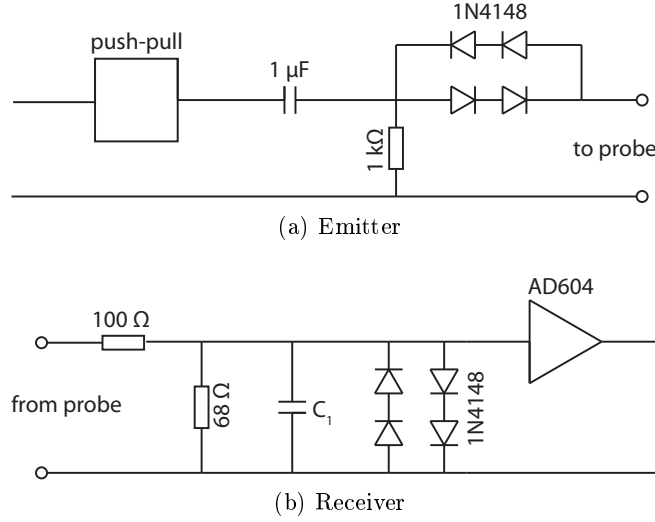 1N4148
push-pull
1 µF
1 kΩ
to probe
(a) Emitter
AD604
100 Ω
from probe
68 Ω
C₁
1N4148
(b) Receiver